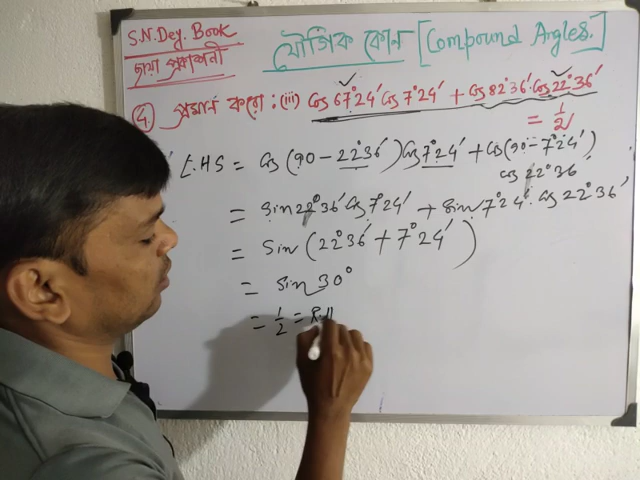 S.N.Dey. Book
ছায়া প্রকাশনী
যৌগিক কোন [Compound Angles.]
④ প্রমাণ করো : (iii) Cos 67°24′ Cos 7°24′ + Cos 82°36′. Cos 22°36′
= 1/2
L.H.S = Cos (90 - 22°36′) Cos 7°24′ + Cos (90 - 7°24′)
Cos 22°36′
= Sin 22°36′ Cos 7°24′ + Sin 7°24′. Cos 22°36′
= Sin (22°36′ + 7°24′)
= Sin 30°
= 1/2 = R.H